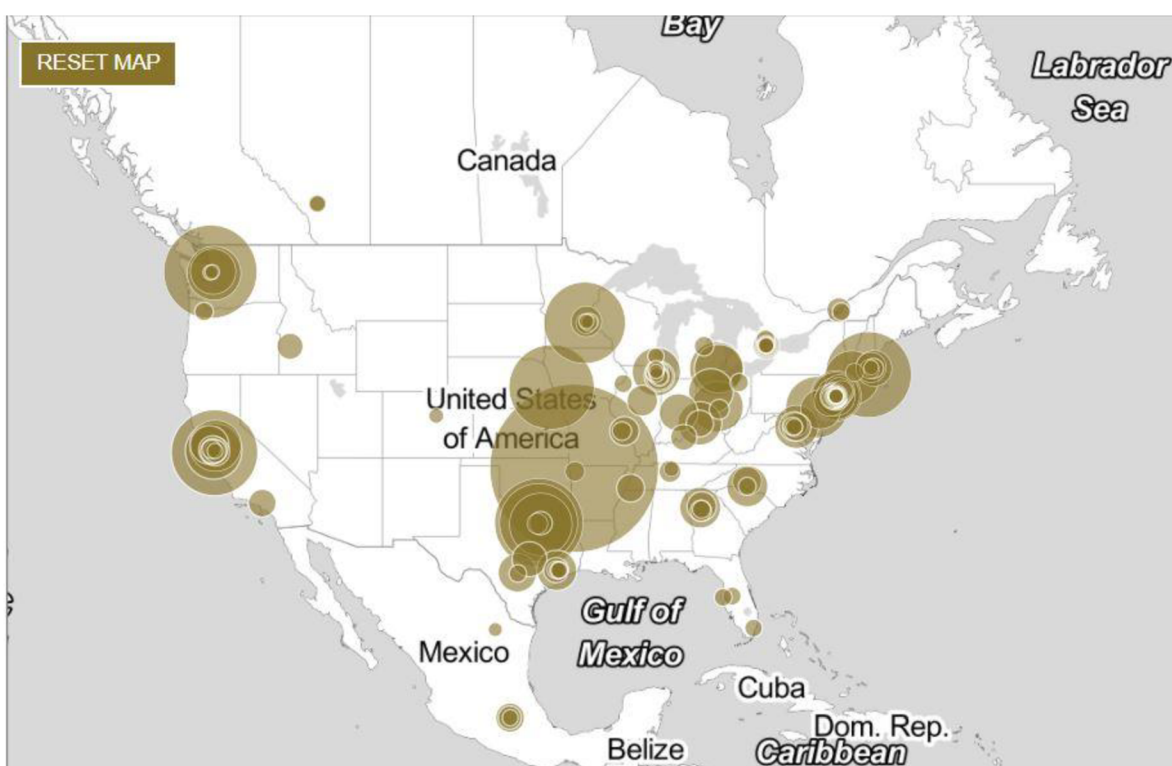 Bay
RESET MAP
Labrador
Sea
Canada
United States
of America
Gulf of
Mexico
Mexico
Cuba
Dom. Rep.
Belize
Caribbean